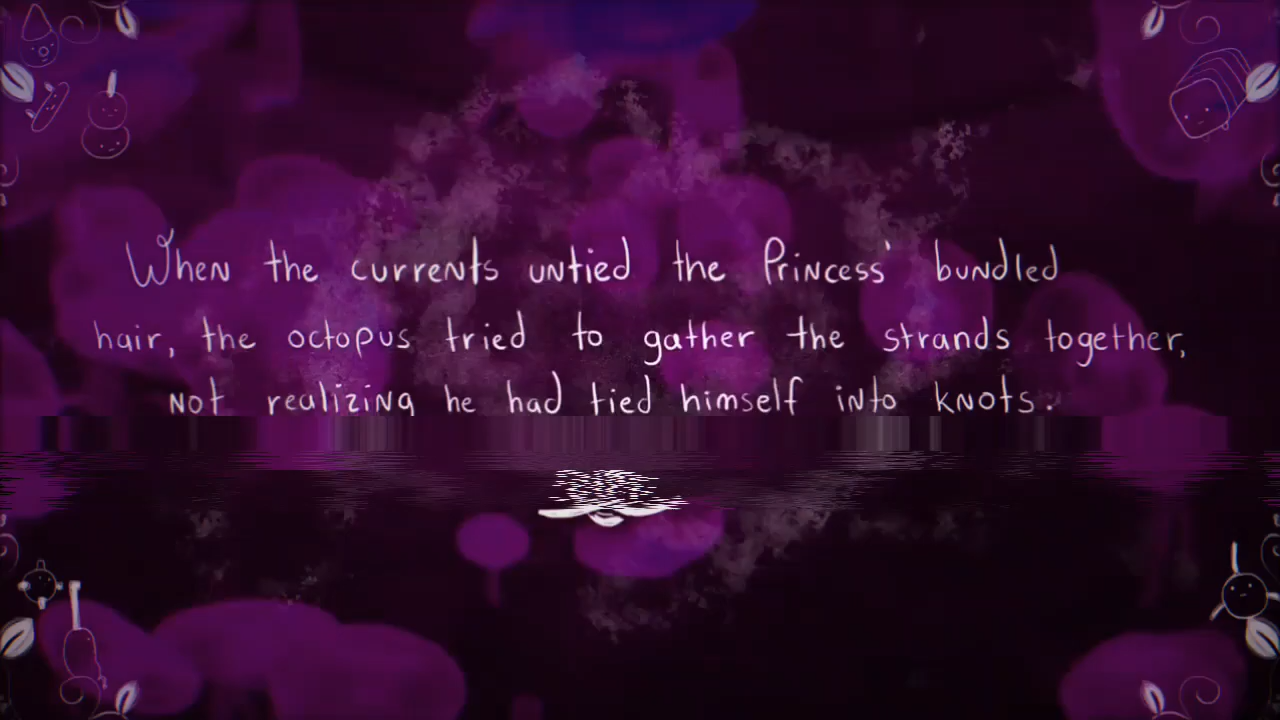 When the currents untied the Princess' bundled
hair, the octopus tried to gather the strands together,
not realizing he had tied himself into knots.